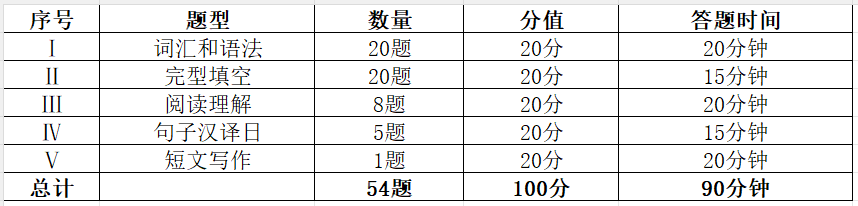 序号 题型 数量 分值 答题时间
Ⅰ 词汇和语法 20题 20分 20分钟
Ⅱ 完型填空 20题 20分 15分钟
Ⅲ 阅读理解 8题 20分 20分钟
Ⅳ 句子汉译日 5题 20分 15分钟
Ⅴ 短文写作 1题 20分 20分钟
总计 54题 100分 90分钟